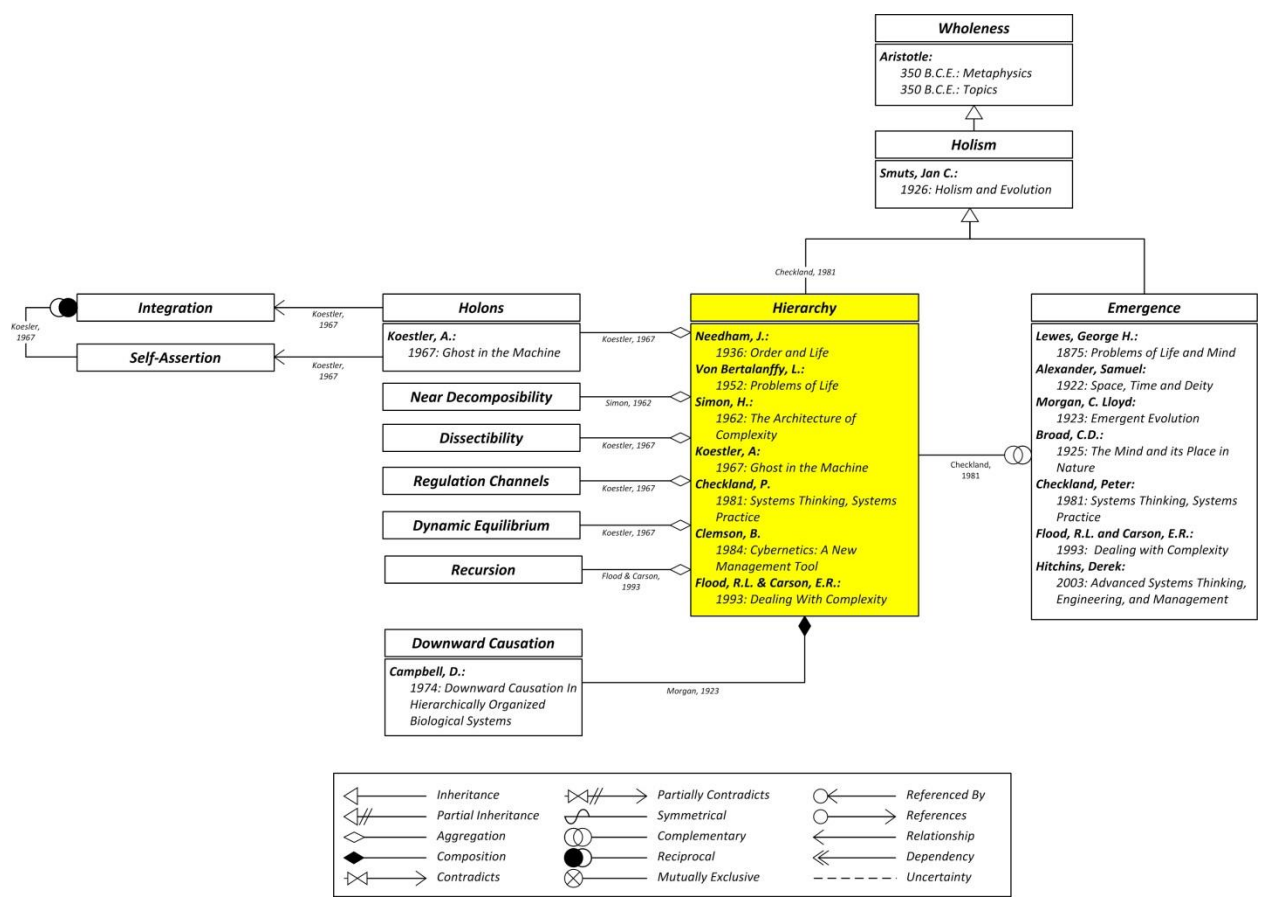 Wholeness
Aristotle:
350 B.C.E.: Metaphysics
350 B.C.E.: Topics
Holism
Smuts, Jan C.:
1926: Holism and Evolution
Checkland, 1981
Integration
Self-Assertion
Koesler,
1967
Koestler,
1967
Koestler,
1967
Holons
Koestler, A.:
1967: Ghost in the Machine
Near Decomposibility
Dissectibility
Regulation Channels
Dynamic Equilibrium
Recursion
Koestler, 1967
Simon, 1962
Koestler, 1967
Koestler, 1967
Koestler, 1967
Flood & Carson,
1993
Hierarchy
Needham, J.:
1936: Order and Life
Von Bertalanffy, L.:
1952: Problems of Life
Simon, H.:
1962: The Architecture of
Complexity
Koestler, A:
1967: Ghost in the Machine
Checkland, P.
1981: Systems Thinking, Systems
Practice
Clemson, B.
1984: Cybernetics: A New
Management Tool
Flood, R.L. & Carson, E.R.:
1993: Dealing With Complexity
Checkland,
1981
Emergence
Lewes, George H.:
1875: Problems of Life and Mind
Alexander, Samuel:
1922: Space, Time and Deity
Morgan, C. Lloyd:
1923: Emergent Evolution
Broad, C.D.:
1925: The Mind and its Place in
Nature
Checkland, Peter:
1981: Systems Thinking, Systems
Practice
Flood, R.L. and Carson, E.R.:
1993: Dealing with Complexity
Hitchins, Derek:
2003: Advanced Systems Thinking,
Engineering, and Management
Downward Causation
Campbell, D.:
1974: Downward Causation In
Hierarchically Organized
Biological Systems
Morgan, 1923
Inheritance
Partial Inheritance
Aggregation
Composition
Contradicts
Partially Contradicts
Symmetrical
Complementary
Reciprocal
Mutually Exclusive
Referenced By
References
Relationship
Dependency
Uncertainty